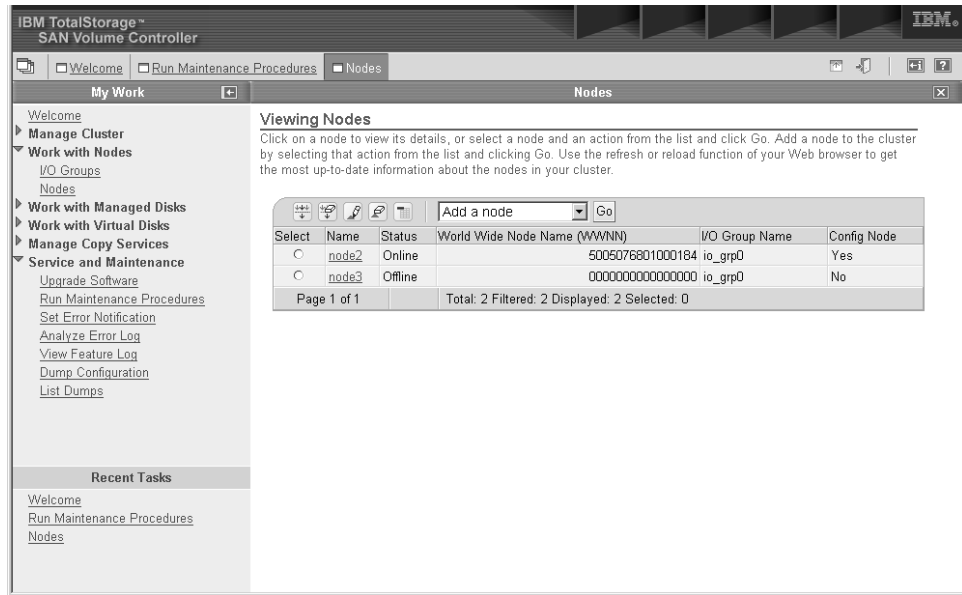 IBM TotalStorage™
SAN Volume Controller
IBM®
Welcome
Run Maintenance Procedures
Nodes
My Work
Nodes
Welcome
Manage Cluster
Work with Nodes
I/O Groups
Nodes
Work with Managed Disks
Work with Virtual Disks
Manage Copy Services
Service and Maintenance
Upgrade Software
Run Maintenance Procedures
Set Error Notification
Analyze Error Log
View Feature Log
Dump Configuration
List Dumps
Recent Tasks
Welcome
Run Maintenance Procedures
Nodes
Viewing Nodes
Click on a node to view its details, or select a node and an action from the list and click Go. Add a node to the cluster
by selecting that action from the list and clicking Go. Use the refresh or reload function of your Web browser to get
the most up-to-date information about the nodes in your cluster.
Add a node Go
Select Name Status World Wide Node Name (WWNN) I/O Group Name Config Node
node2 Online 5005076801000184 io_grp0 Yes
node3 Offline 0000000000000000 io_grp0 No
Page 1 of 1 Total: 2 Filtered: 2 Displayed: 2 Selected: 0